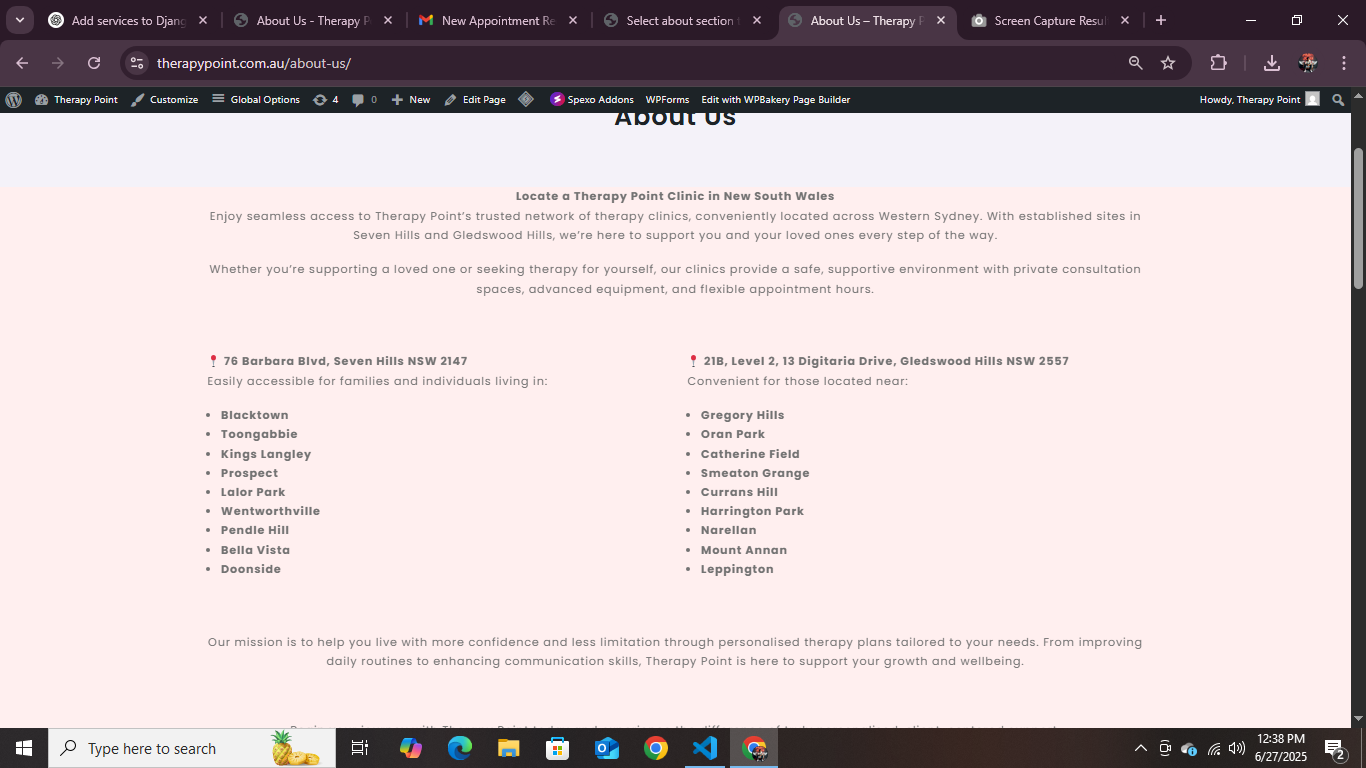 Add services to Djang
About Us - Therapy P
New Appointment Re
Select about section
About Us – Therapy P
Screen Capture Resul
therapypoint.com.au/about-us/
Therapy Point
Customize
Global Options
4
0
New
Edit Page
Spexo Addons
WPForms
Edit with WPBakery Page Builder
Howdy, Therapy Point
About Us
Locate a Therapy Point Clinic in New South Wales
Enjoy seamless access to Therapy Point’s trusted network of therapy clinics, conveniently located across Western Sydney. With established sites in
Seven Hills and Gledswood Hills, we’re here to support you and your loved ones every step of the way.
Whether you’re supporting a loved one or seeking therapy for yourself, our clinics provide a safe, supportive environment with private consultation
spaces, advanced equipment, and flexible appointment hours.
📍 76 Barbara Blvd, Seven Hills NSW 2147
Easily accessible for families and individuals living in:
• Blacktown
• Toongabbie
• Kings Langley
• Prospect
• Lalor Park
• Wentworthville
• Pendle Hill
• Bella Vista
• Doonside
📍 21B, Level 2, 13 Digitaria Drive, Gledswood Hills NSW 2557
Convenient for those located near:
• Gregory Hills
• Oran Park
• Catherine Field
• Smeaton Grange
• Currans Hill
• Harrington Park
• Narellan
• Mount Annan
• Leppington
Our mission is to help you live with more confidence and less limitation through personalised therapy plans tailored to your needs. From improving
daily routines to enhancing communication skills, Therapy Point is here to support your growth and wellbeing.
Type here to search
12:38 PM
6/27/2025
2